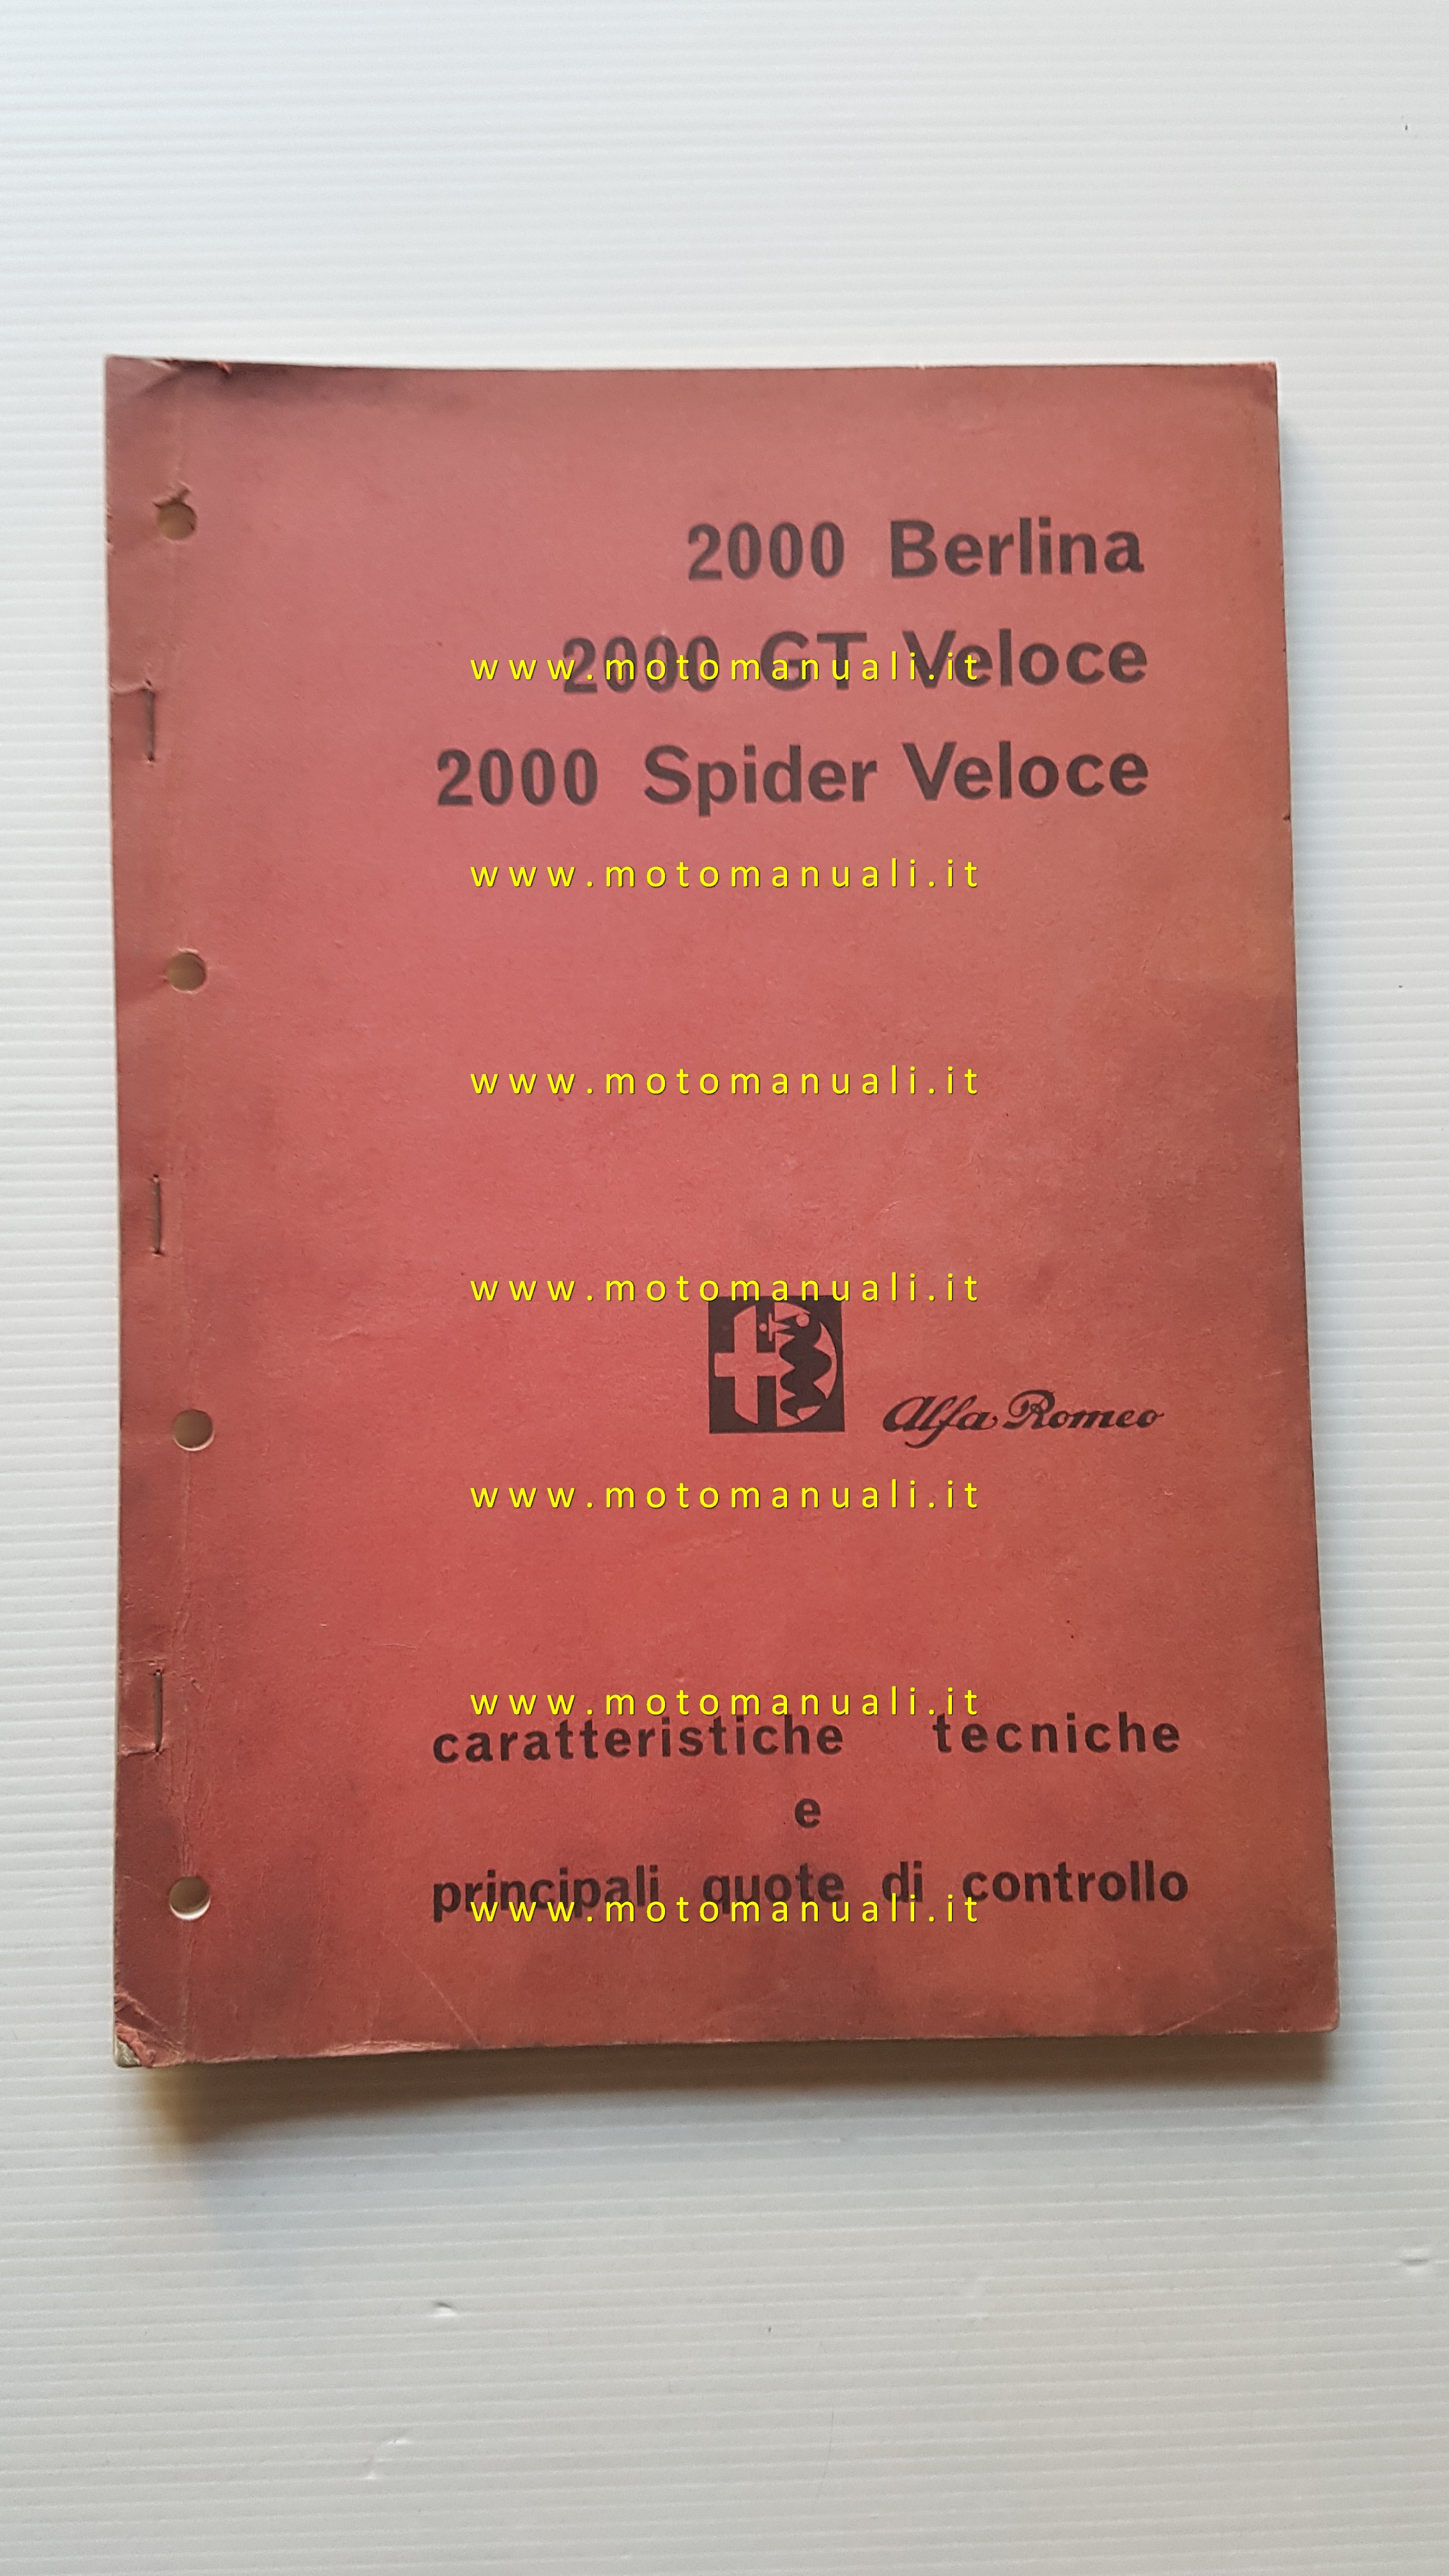 2000 Berlina
2000 GT Veloce
www.motomanuali.it
2000 Spider Veloce
www.motomanuali.it
www.motomanuali.it
www.motomanuali.it
Alfa Romeo
www.motomanuali.it
www.motomanuali.it
caratteristiche tecniche
e
principali quote di controllo
www.motomanuali.it